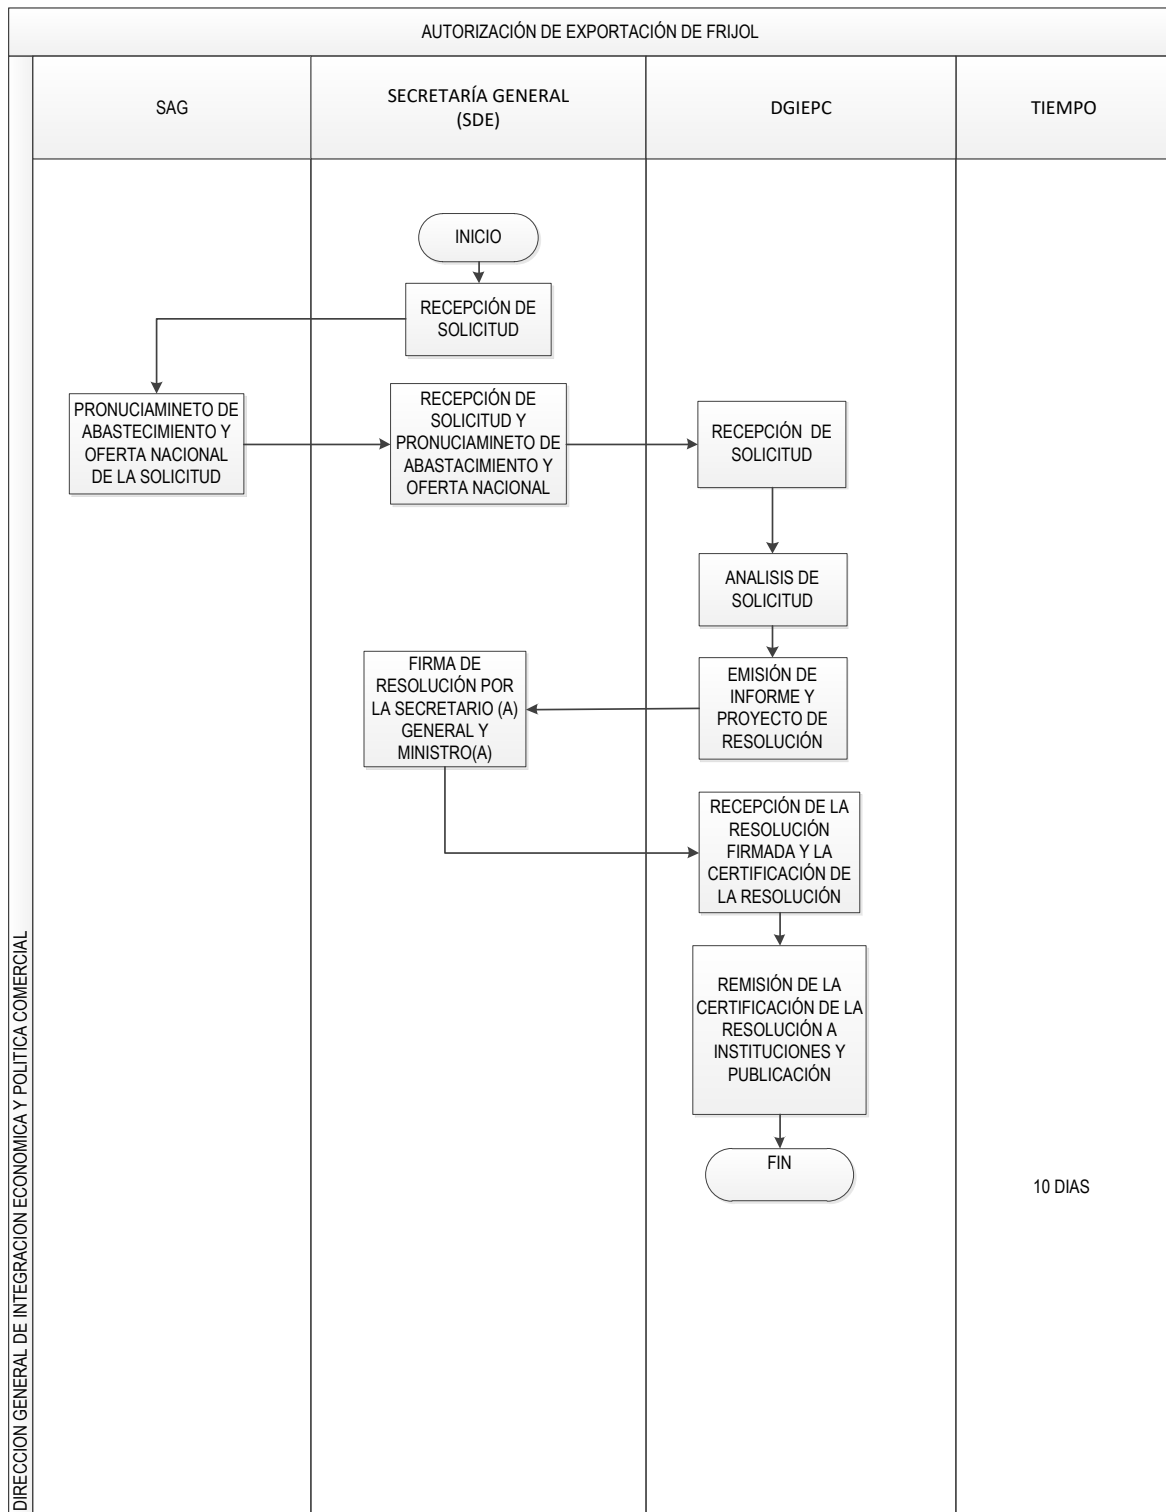 AUTORIZACIÓN DE EXPORTACIÓN DE FRIJOL
SAG
SECRETARÍA GENERAL
(SDE)
DGIEPC
TIEMPO
INICIO
RECEPCIÓN DE
SOLICITUD
PRONUCIAMINETO DE
ABASTECIMIENTO Y
OFERTA NACIONAL
DE LA SOLICITUD
RECEPCIÓN DE
SOLICITUD Y
PRONUCIAMINETO DE
ABASTACIMIENTO Y
OFERTA NACIONAL
RECEPCIÓN DE
SOLICITUD
ANALISIS DE
SOLICITUD
EMISIÓN DE
INFORME Y
PROYECTO DE
RESOLUCIÓN
FIRMA DE
RESOLUCIÓN POR
LA SECRETARIO (A)
GENERAL Y
MINISTRO(A)
RECEPCIÓN DE LA
RESOLUCIÓN
FIRMADA Y LA
CERTIFICACIÓN DE
LA RESOLUCIÓN
REMISIÓN DE LA
CERTIFICACIÓN DE LA
RESOLUCIÓN A
INSTITUCIONES Y
PUBLICACIÓN
FIN
10 DIAS
DIRECCION GENERAL DE INTEGRACION ECONOMICA Y POLITICA COMERCIAL